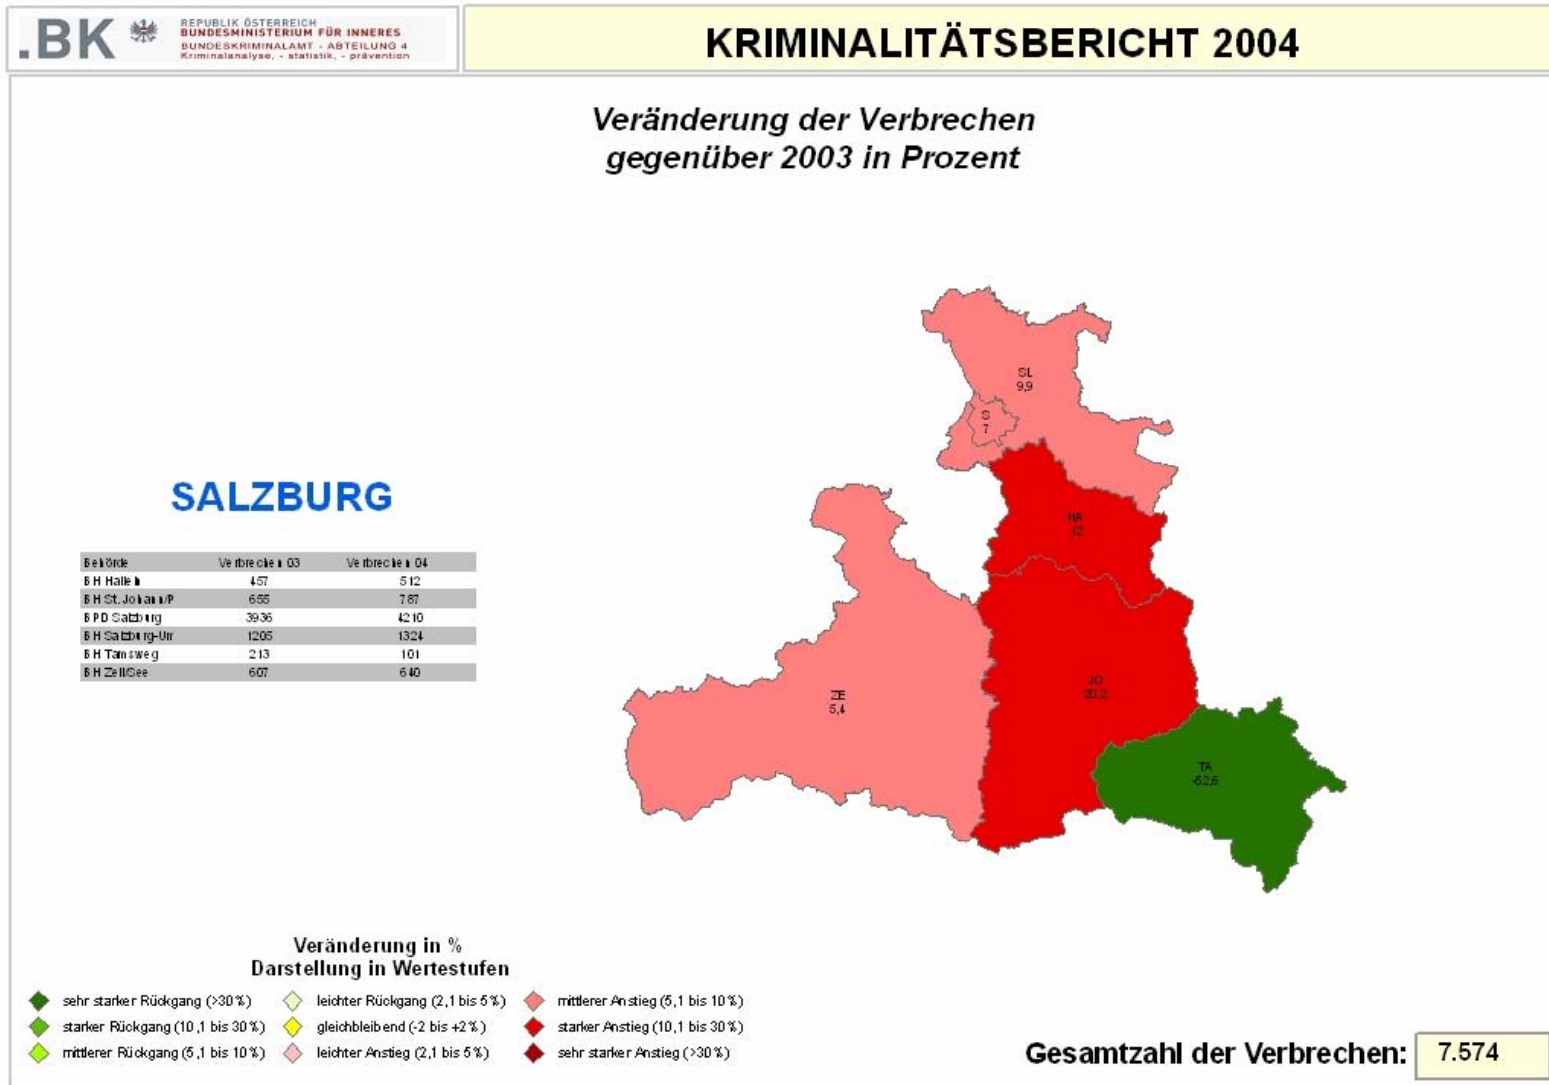 .BK
REPUBLIK ÖSTERREICH
BUNDESMINISTERIUM FÜR INNERES
BUNDESKRIMINALAMT - ABTEILUNG 4
Kriminalanalyse, - statistik, - prävention
KRIMINALITÄTSBERICHT 2004
Veränderung der Verbrechen
gegenüber 2003 in Prozent
SL
9,9
S
7
HA
12
SALZBURG
Behörde Verbrechen 03 Verbrechen 04
BH Hallein 457 512
BH St.Johann/P 655 787
BPD Salzburg 3936 4210
BH Salzburg-Um 1205 1324
BH Tamsweg 213 101
BH Zell/See 607 640
ZE
5,4
JO
20,2
TA
-52,6
Veränderung in %
Darstellung in Wertestufen
sehr starker Rückgang (>30%) leichter Rückgang (2,1 bis 5%) mittlerer Anstieg (5,1 bis 10%)
starker Rückgang (10,1 bis 30%) gleichbleibend (-2 bis +2%) starker Anstieg (10,1 bis 30%)
mittlerer Rückgang (5,1 bis 10%) leichter Anstieg (2,1 bis 5%) sehr starker Anstieg (>30%)
Gesamtzahl der Verbrechen: 7.574